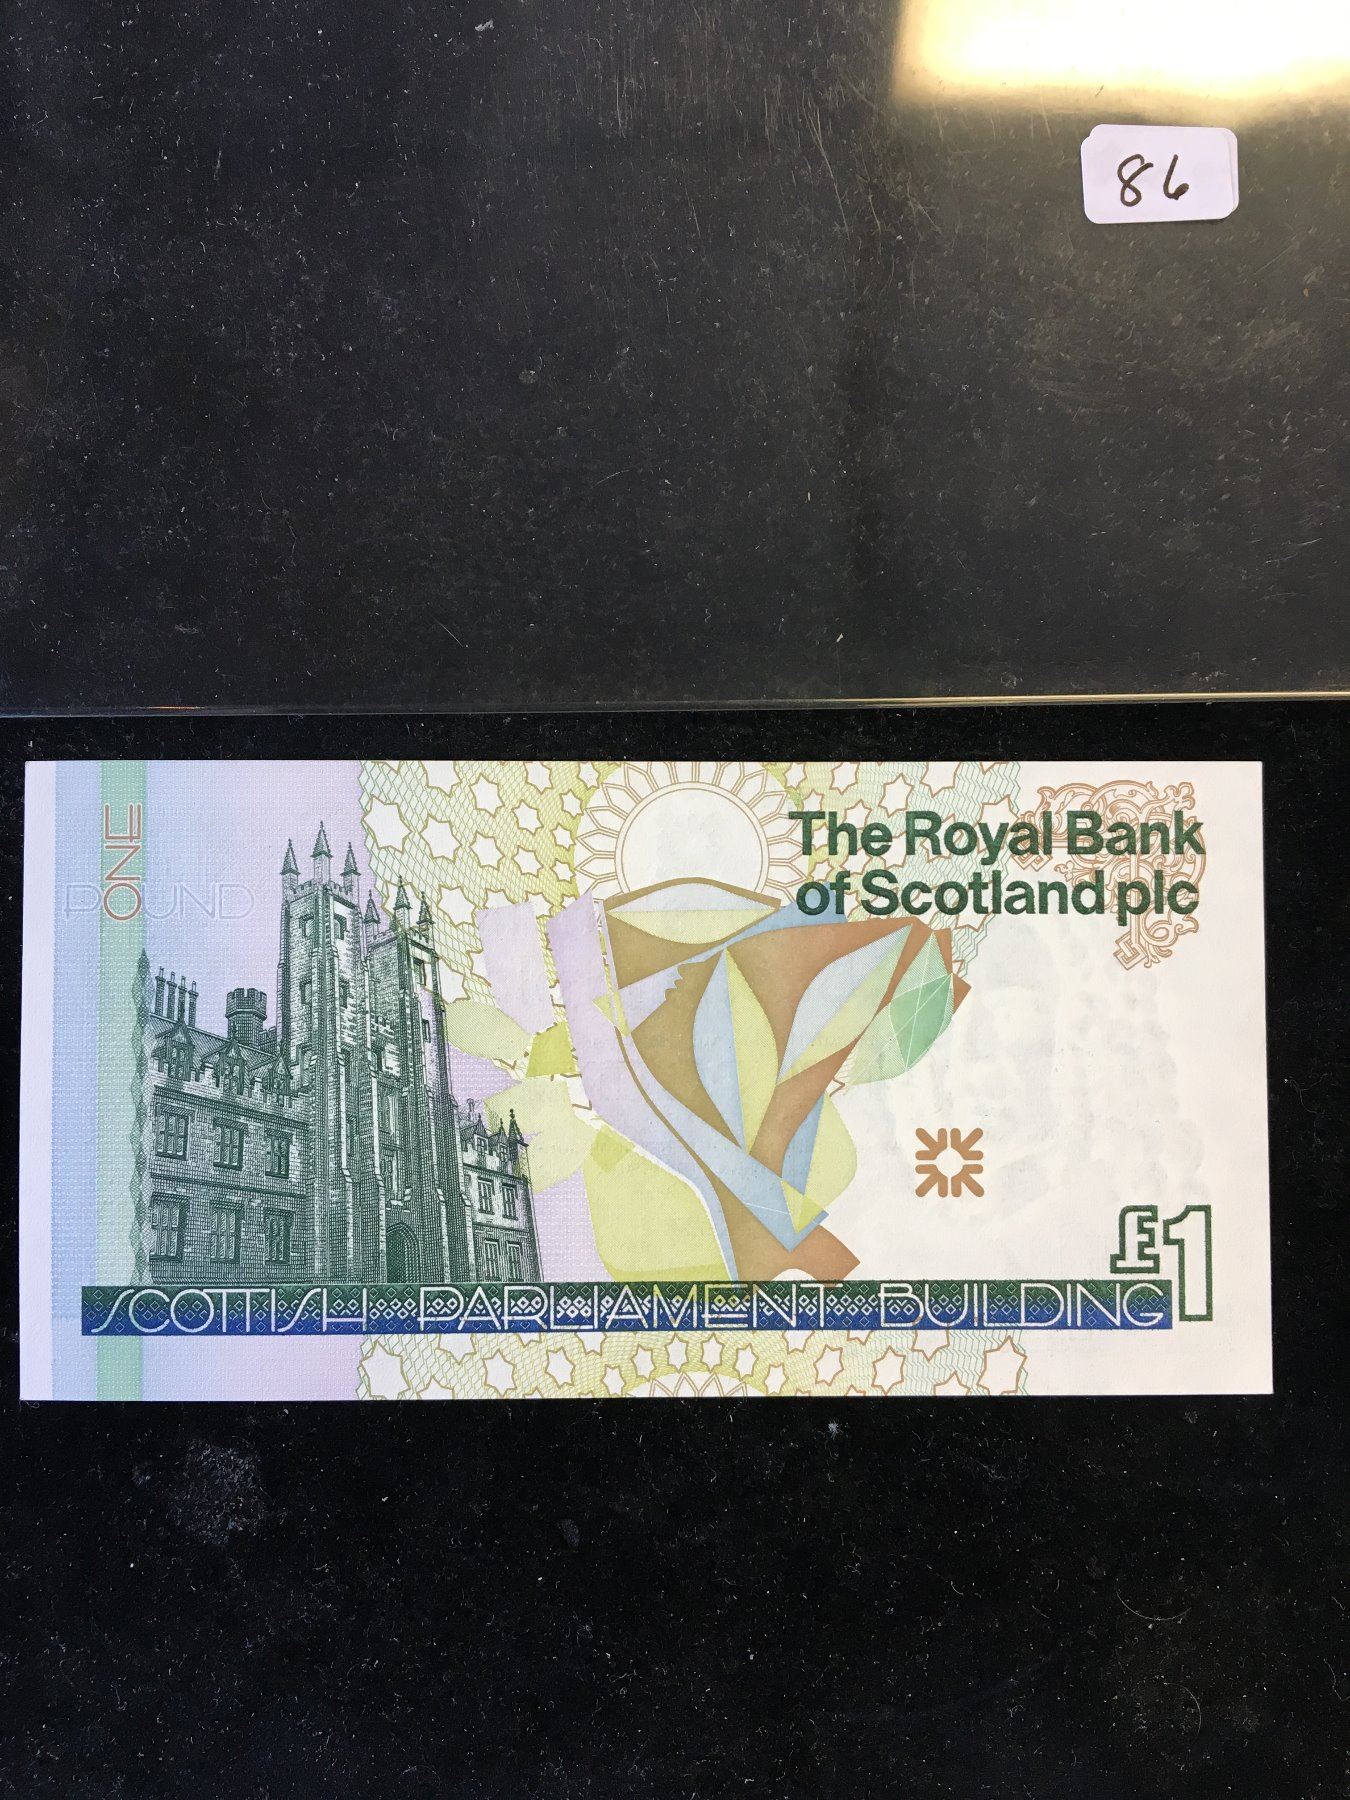 86
ONE
POUND
The Royal Bank
of Scotland plc
£1
SCOTTISH PARLIAMENT BUILDING